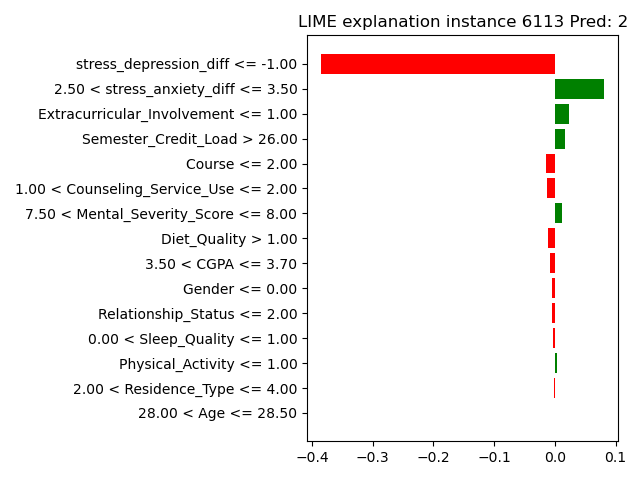 LIME explanation instance 6113 Pred: 2
stress_depression_diff <= -1.00
2.50 < stress_anxiety_diff <= 3.50
Extracurricular_Involvement <= 1.00
Semester_Credit_Load > 26.00
Course <= 2.00
1.00 < Counseling_Service_Use <= 2.00
7.50 < Mental_Severity_Score <= 8.00
Diet_Quality > 1.00
3.50 < CGPA <= 3.70
Gender <= 0.00
Relationship_Status <= 2.00
0.00 < Sleep_Quality <= 1.00
Physical_Activity <= 1.00
2.00 < Residence_Type <= 4.00
28.00 < Age <= 28.50
−0.4 −0.3 −0.2 −0.1 0.0 0.1